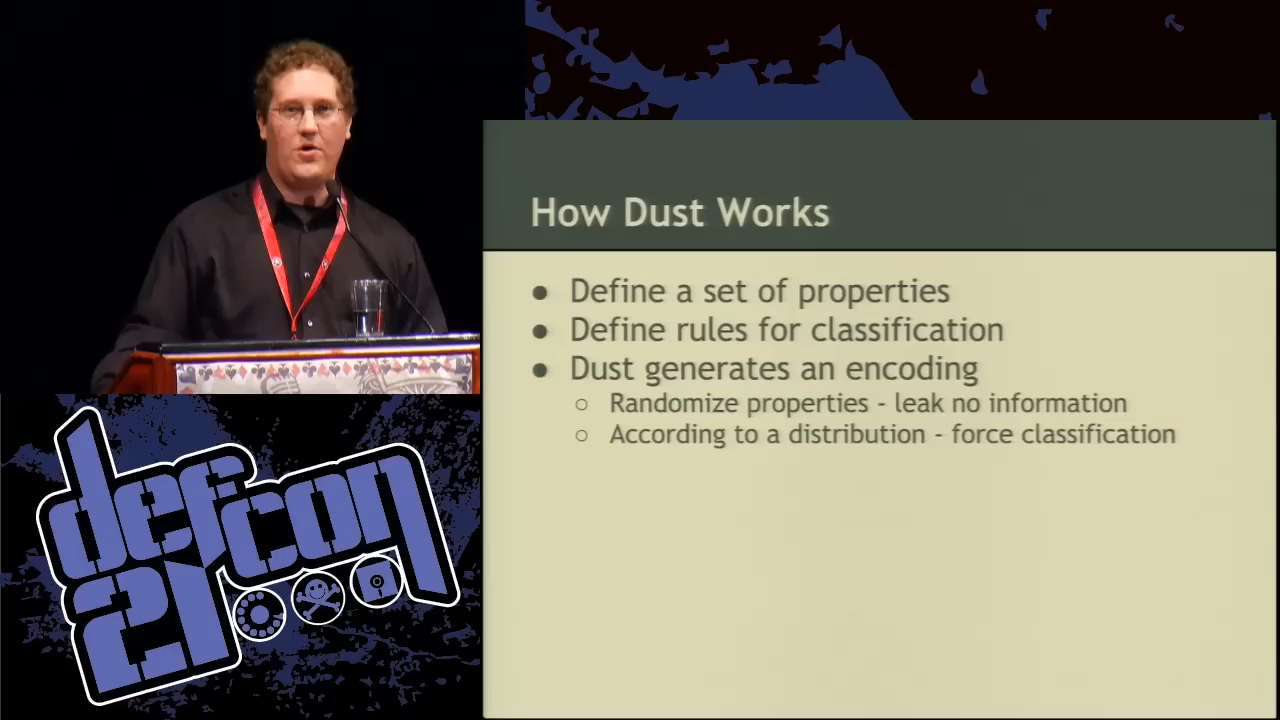 How Dust Works
● Define a set of properties
● Define rules for classification
● Dust generates an encoding
○ Randomize properties - leak no information
○ According to a distribution - force classification
defcon
21